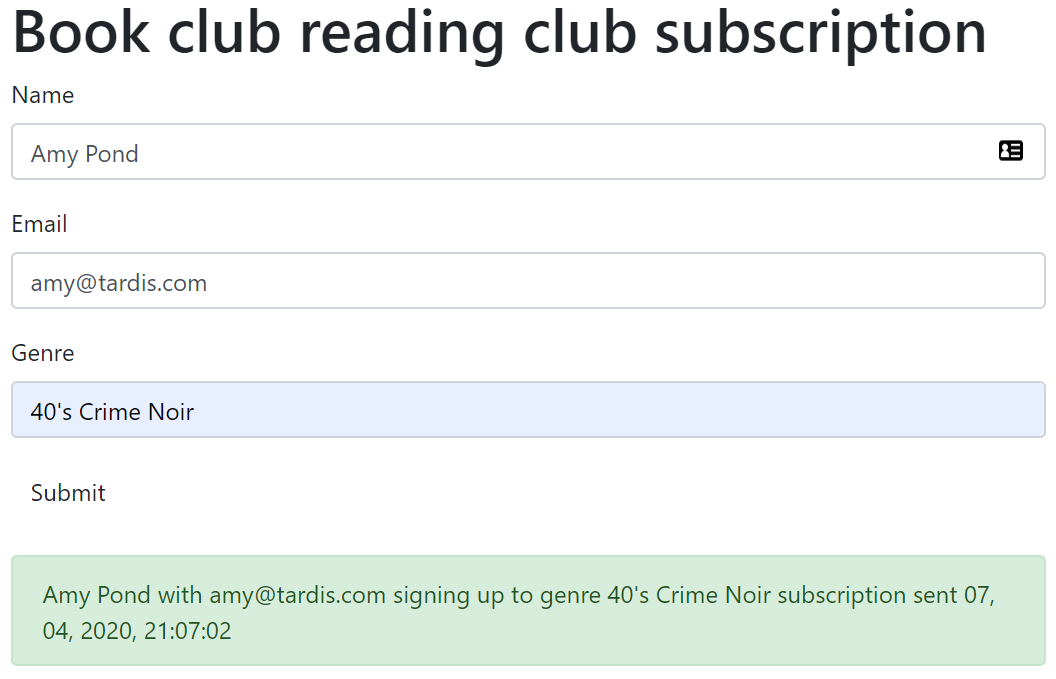 Book club reading club subscription
Name
Amy Pond
Email
amy@tardis.com
Genre
40's Crime Noir
Submit
Amy Pond with amy@tardis.com signing up to genre 40's Crime Noir subscription sent 07,
04, 2020, 21:07:02